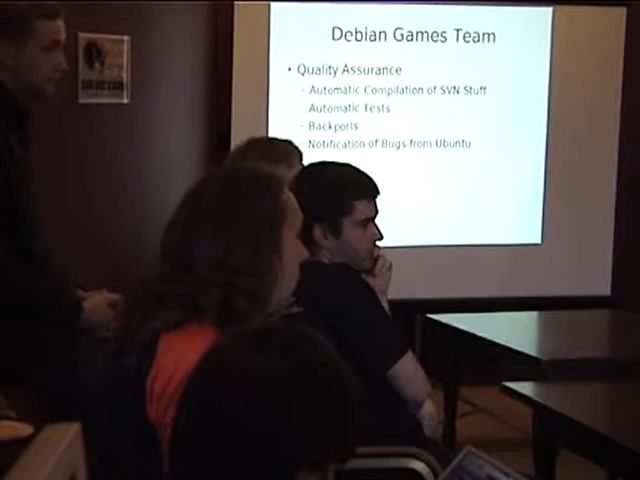 Debian Games Team
• Quality Assurance
- Automatic Compilation of SVN Stuff
- Automatic Tests
- Backports
- Notification of Bugs from Ubuntu